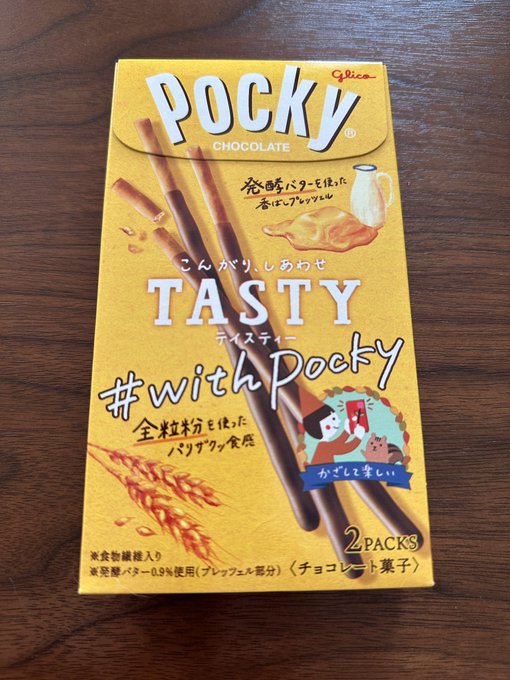 glico
Pocky®
CHOCOLATE
発酵バターを使った
香ばしプレッツェル
こんがり、しあわせ
TASTY
テイスティー
#with Pocky
全粒粉を使った
パリザクッ食感
かざして楽しい
2 PACKS
※食物繊維入り
※発酵バター0.9%使用(プレッツェル部分)
〈チョコレート菓子〉